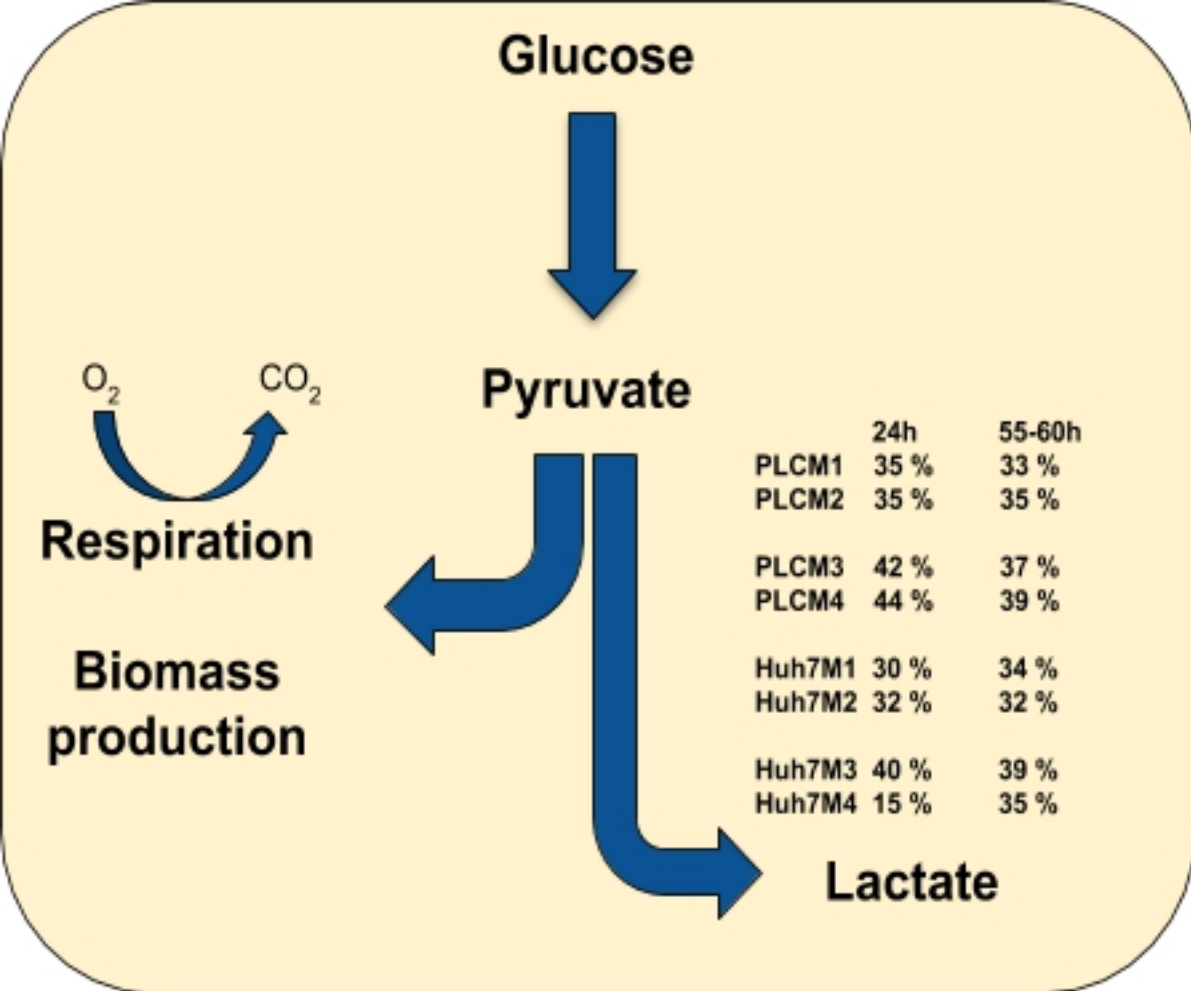 Glucose
O₂ CO₂
Pyruvate
Respiration
Biomass
production
24h 55-60h
PLCM1 35 % 33 %
PLCM2 35 % 35 %
PLCM3 42 % 37 %
PLCM4 44 % 39 %
Huh7M1 30 % 34 %
Huh7M2 32 % 32 %
Huh7M3 40 % 39 %
Huh7M4 15 % 35 %
Lactate